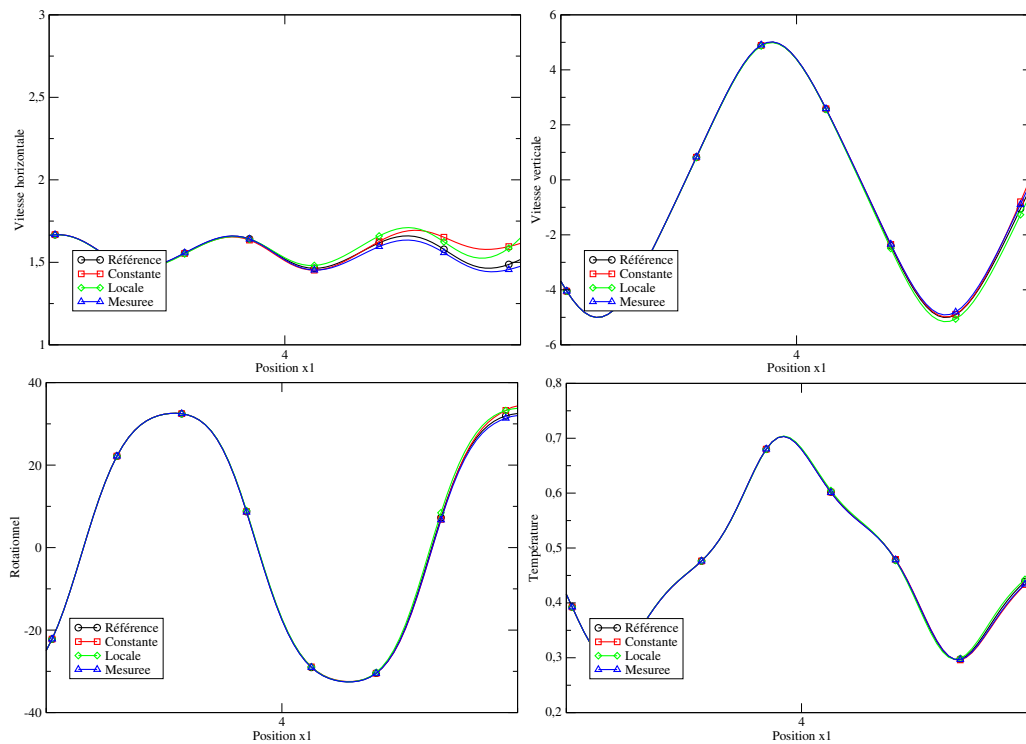 3
2,5
2
1,5
1
Vitesse horizontale
Référence
Constante
Locale
Mesuree
4
Position x1
6
4
2
0
-2
-4
-6
Vitesse verticale
Référence
Constante
Locale
Mesuree
4
Position x1
40
20
0
-20
-40
Rotationnel
Référence
Constante
Locale
Mesuree
4
Position x1
0,8
0,7
0,6
0,5
0,4
0,3
0,2
Température
Référence
Constante
Locale
Mesuree
4
Position x1